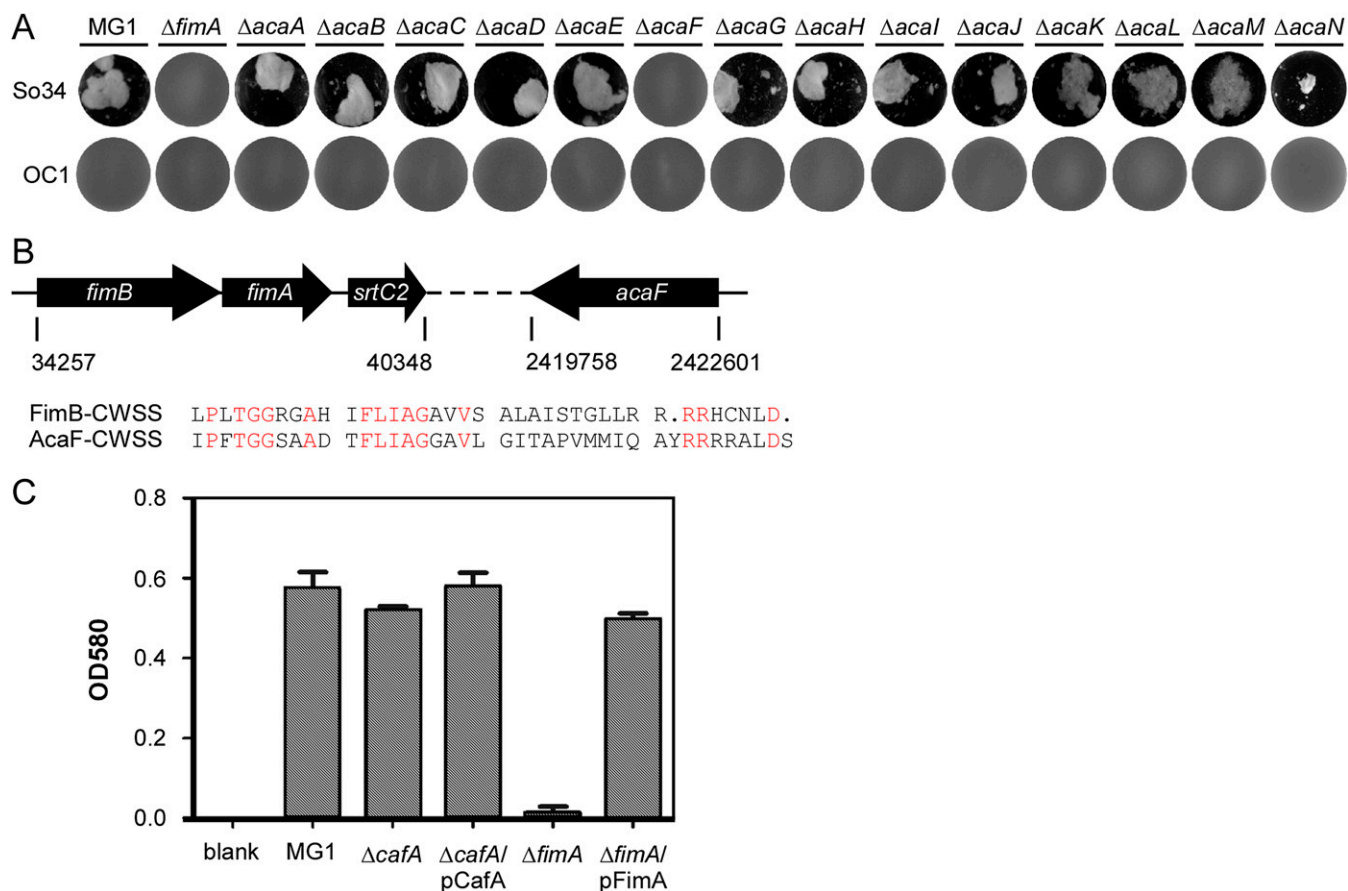 A
MG1 ΔfimA ΔacaA ΔacaB ΔacaC ΔacaD ΔacaE ΔacaF ΔacaG ΔacaH ΔacaI ΔacaJ ΔacaK ΔacaL ΔacaM ΔacaN
So34
OC1
B
fimB fimA srtC2 acaF
34257 40348 2419758 2422601
FimB-CWSS LPLTGGRGAH IFLIAGAVVS ALAISTGLLR R.RRHCNLD.
AcaF-CWSS IPFTGGSAAD TFLIAGGAVL GITAPVMMIQ AYRRRRALDS
C
0.8
0.6
0.4
0.2
0.0
OD580
blank MG1 ΔcafA ΔcafA/ ΔfimA ΔfimA/
pCafA pFimA